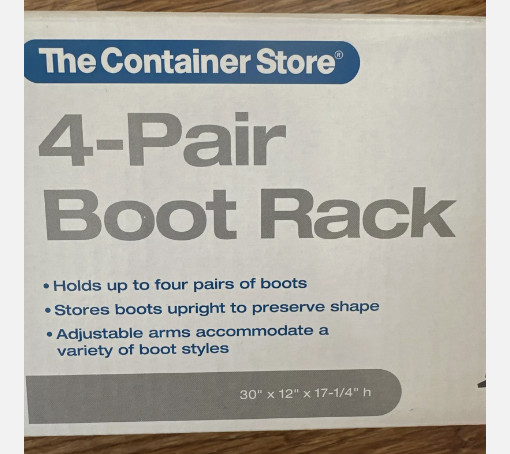 The Container Store®
4-Pair
Boot Rack
• Holds up to four pairs of boots
• Stores boots upright to preserve shape
• Adjustable arms accommodate a
variety of boot styles
30" x 12" x 17-1/4" h